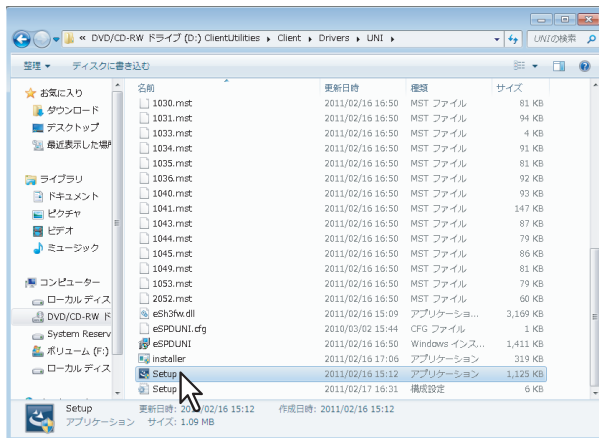 « DVD/CD-RW ドライブ (D:) ClientUtilities ▸ Client ▸ Drivers ▸ UNI ▸
UNIの検索
整理 ▼ ディスクに書き込む
お気に入り
ダウンロード
デスクトップ
最近表示した場所
ライブラリ
ドキュメント
ピクチャ
ビデオ
ミュージック
コンピューター
ローカル ディス
DVD/CD-RW ド
System Reserv
ボリューム (F:)
ローカル ディス
名前 更新日時 種類 サイズ
1030.mst 2011/02/16 16:50 MST ファイル 81 KB
1031.mst 2011/02/16 16:50 MST ファイル 94 KB
1033.mst 2011/02/16 16:50 MST ファイル 4 KB
1034.mst 2011/02/16 16:50 MST ファイル 91 KB
1035.mst 2011/02/16 16:50 MST ファイル 81 KB
1036.mst 2011/02/16 16:50 MST ファイル 92 KB
1040.mst 2011/02/16 16:50 MST ファイル 93 KB
1041.mst 2011/02/16 16:50 MST ファイル 147 KB
1043.mst 2011/02/16 16:50 MST ファイル 87 KB
1044.mst 2011/02/16 16:50 MST ファイル 79 KB
1045.mst 2011/02/16 16:50 MST ファイル 86 KB
1049.mst 2011/02/16 16:50 MST ファイル 81 KB
1053.mst 2011/02/16 16:50 MST ファイル 79 KB
2052.mst 2011/02/16 16:50 MST ファイル 60 KB
eSh3fw.dll 2011/02/16 15:09 アプリケーショ... 3,169 KB
eSPDUNI.cfg 2010/03/02 15:44 CFG ファイル 1 KB
eSPDUNI 2011/02/16 16:50 Windows インス... 1,411 KB
installer 2011/02/16 17:06 アプリケーション 319 KB
Setup 2011/02/16 15:12 アプリケーション 1,125 KB
Setup 2011/02/17 16:31 構成設定 6 KB
Setup 更新日時: 2011/02/16 15:12 作成日時: 2011/02/16 15:12
アプリケーション サイズ: 1.09 MB